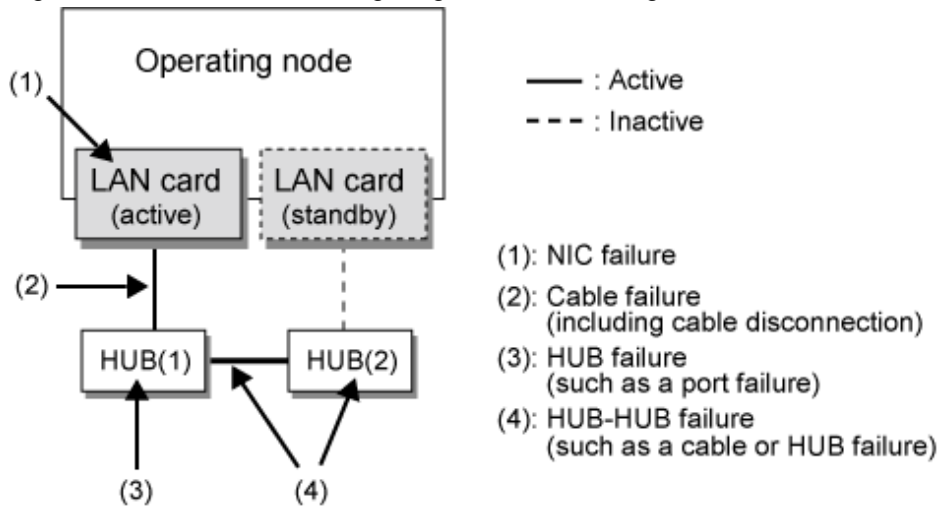 Operating node
(1)
: Active
: Inactive
LAN card
(active)
LAN card
(standby)
(2)
HUB(1)
HUB(2)
(3)
(4)
(1): NIC failure
(2): Cable failure
(including cable disconnection)
(3): HUB failure
(such as a port failure)
(4): HUB-HUB failure
(such as a cable or HUB failure)